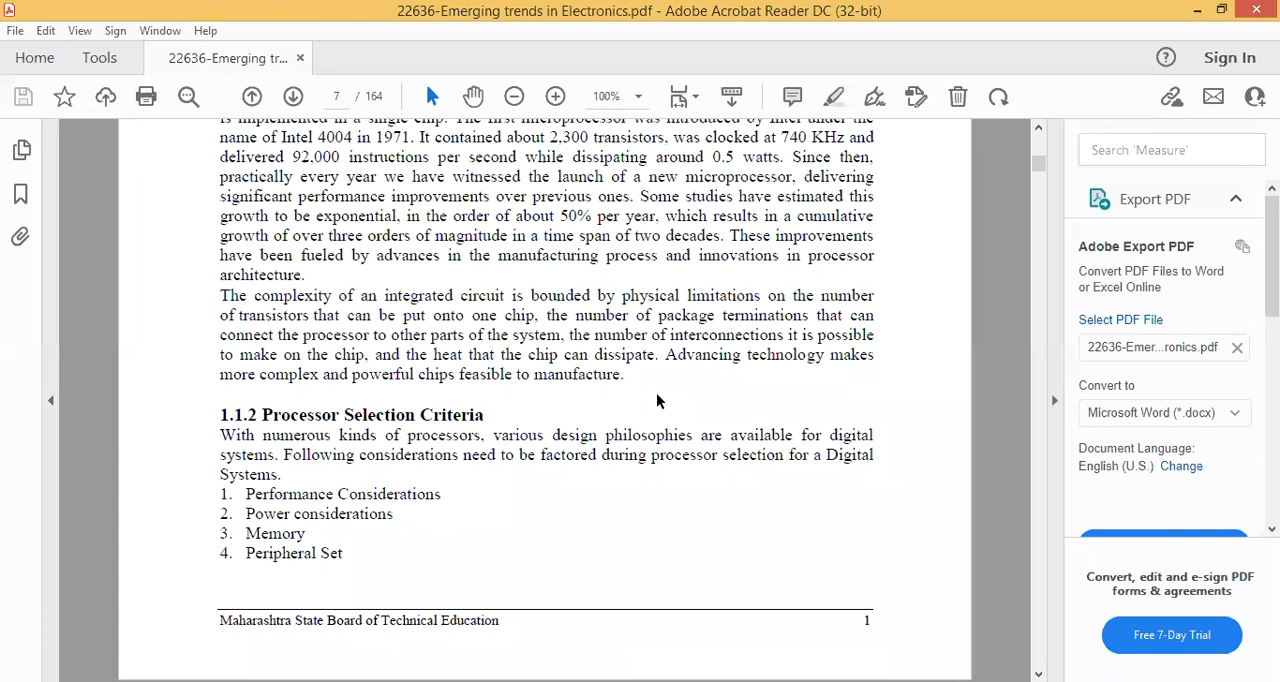 22636-Emerging trends in Electronics.pdf - Adobe Acrobat Reader DC (32-bit)
File Edit View Sign Window Help
Home Tools 22636-Emerging tr... × Sign In
7 / 164 100%
is implemented in a single chip. The first microprocessor was introduced by Intel under the
name of Intel 4004 in 1971. It contained about 2,300 transistors, was clocked at 740 KHz and
delivered 92,000 instructions per second while dissipating around 0.5 watts. Since then,
practically every year we have witnessed the launch of a new microprocessor, delivering
significant performance improvements over previous ones. Some studies have estimated this
growth to be exponential, in the order of about 50% per year, which results in a cumulative
growth of over three orders of magnitude in a time span of two decades. These improvements
have been fueled by advances in the manufacturing process and innovations in processor
architecture.
The complexity of an integrated circuit is bounded by physical limitations on the number
of transistors that can be put onto one chip, the number of package terminations that can
connect the processor to other parts of the system, the number of interconnections it is possible
to make on the chip, and the heat that the chip can dissipate. Advancing technology makes
more complex and powerful chips feasible to manufacture.
1.1.2 Processor Selection Criteria
With numerous kinds of processors, various design philosophies are available for digital
systems. Following considerations need to be factored during processor selection for a Digital
Systems.
1. Performance Considerations
2. Power considerations
3. Memory
4. Peripheral Set
Maharashtra State Board of Technical Education 1
Search 'Measure'
Export PDF
Adobe Export PDF
Convert PDF Files to Word
or Excel Online
Select PDF File
22636-Emer...ronics.pdf
Convert to
Microsoft Word (*.docx)
Document Language:
English (U.S.) Change
Convert, edit and e-sign PDF
forms & agreements
Free 7-Day Trial